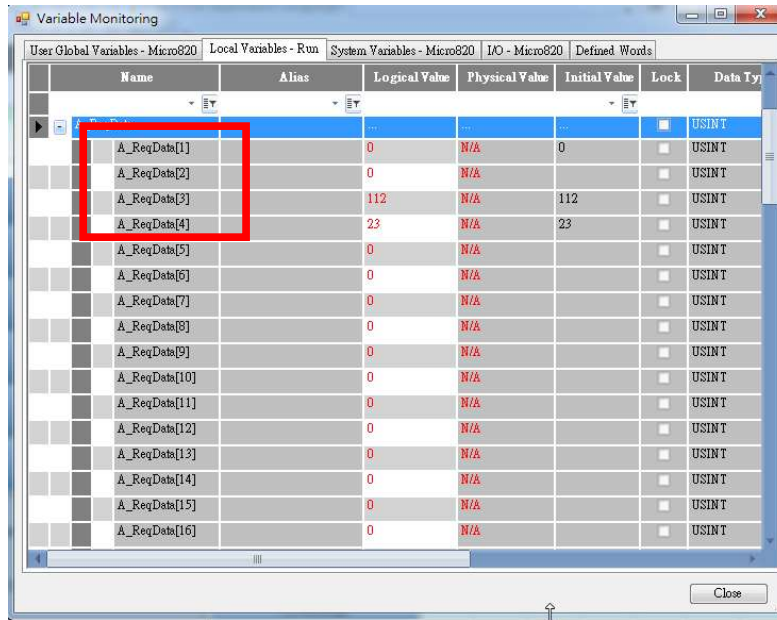 Variable Monitoring
User Global Variables - Micro820 Local Variables - Run System Variables - Micro820 I/O - Micro820 Defined Words
Name Alias Logical Value Physical Value Initial Value Lock Data Ty
A_ReqData ... ... ... USINT
A_ReqData[1] 0 N/A 0 USINT
A_ReqData[2] 0 N/A USINT
A_ReqData[3] 112 N/A 112 USINT
A_ReqData[4] 23 N/A 23 USINT
A_ReqData[5] 0 N/A USINT
A_ReqData[6] 0 N/A USINT
A_ReqData[7] 0 N/A USINT
A_ReqData[8] 0 N/A USINT
A_ReqData[9] 0 N/A USINT
A_ReqData[10] 0 N/A USINT
A_ReqData[11] 0 N/A USINT
A_ReqData[12] 0 N/A USINT
A_ReqData[13] 0 N/A USINT
A_ReqData[14] 0 N/A USINT
A_ReqData[15] 0 N/A USINT
A_ReqData[16] 0 N/A USINT
Close